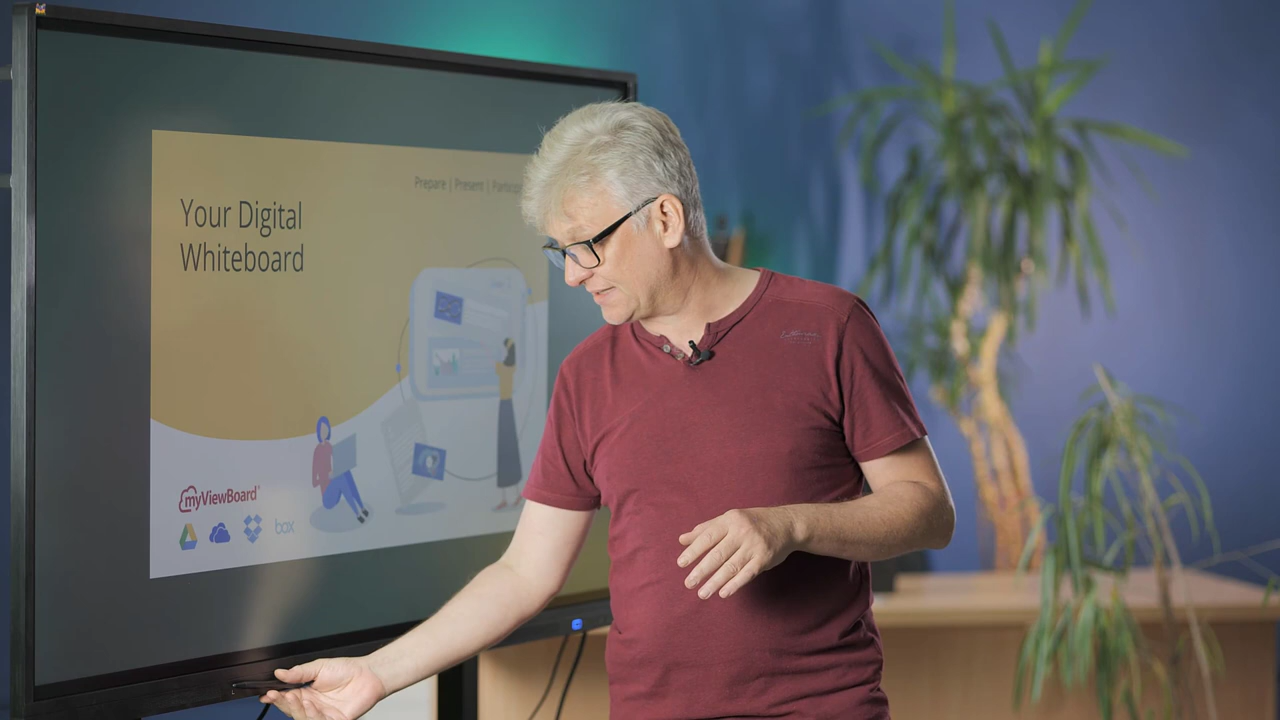 Prepare | Present |
Your Digital
Whiteboard
myViewBoard
box